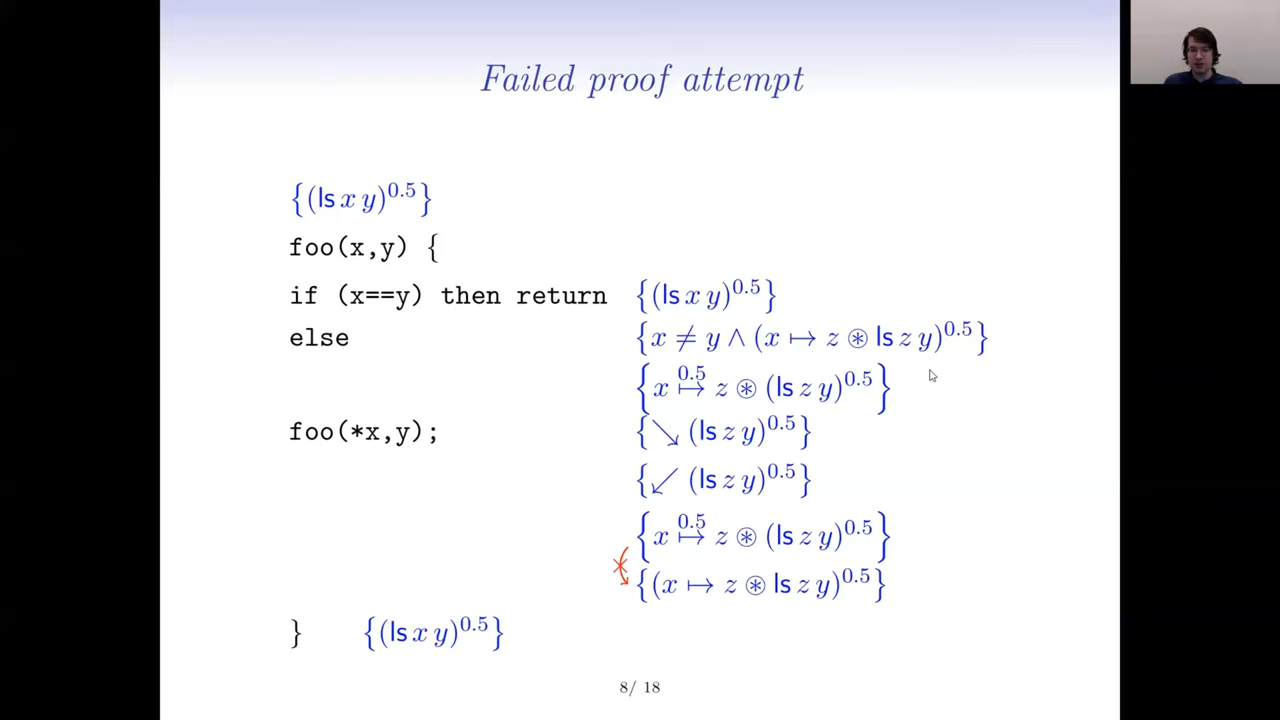 Failed proof attempt
{(ls x y)^0.5}
foo(x,y) {
if (x==y) then return {(ls x y)^0.5}
else {x ≠ y ∧ (x ↦ z ⊛ ls z y)^0.5}
{x ↦^0.5 z ⊛ (ls z y)^0.5}
foo(*x,y); {↘ (ls z y)^0.5}
{↙ (ls z y)^0.5}
{x ↦^0.5 z ⊛ (ls z y)^0.5}
{(x ↦ z ⊛ ls z y)^0.5}
} {(ls x y)^0.5}
8/ 18